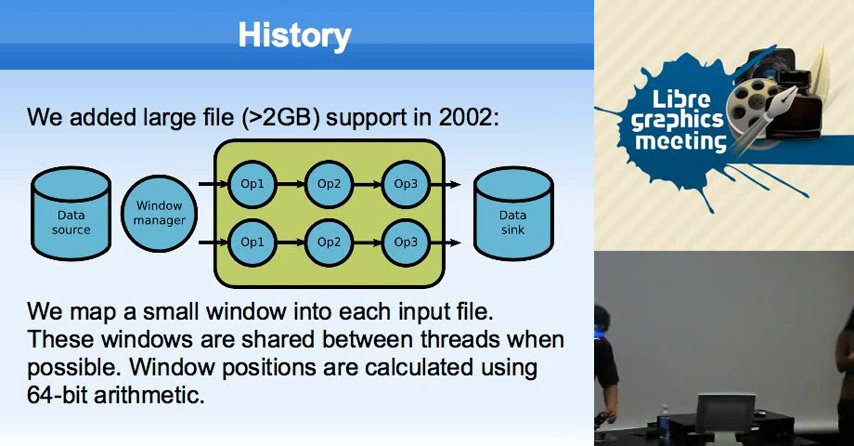 History
We added large file (>2GB) support in 2002:
Data
source
Window
manager
Op1
Op2
Op3
Op1
Op2
Op3
Data
sink
We map a small window into each input file.
These windows are shared between threads when
possible. Window positions are calculated using
64-bit arithmetic.
Libre
graphics
meeting